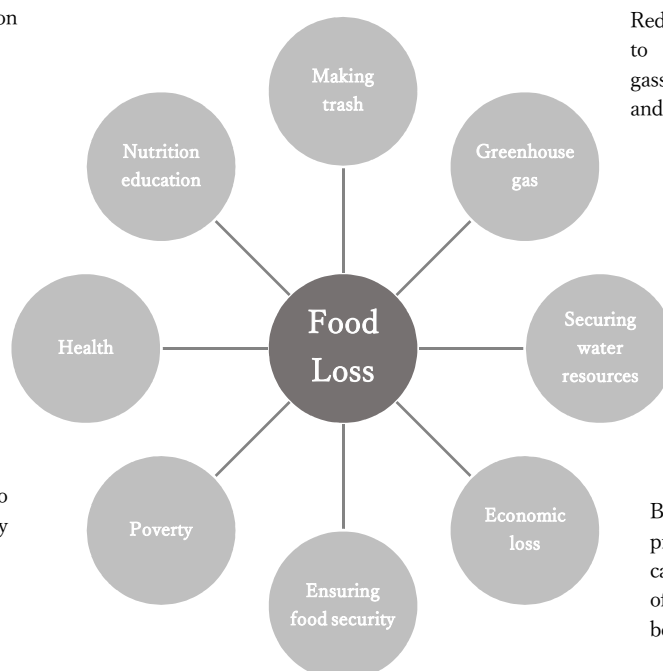 on
Making
trash
Red
to
gass
and
Nutrition
education
Greenhouse
gas
Food
Loss
Health
Securing
water
resources
Poverty
Economic
loss
Ensuring
food security
o
y
B
p
ca
of
be